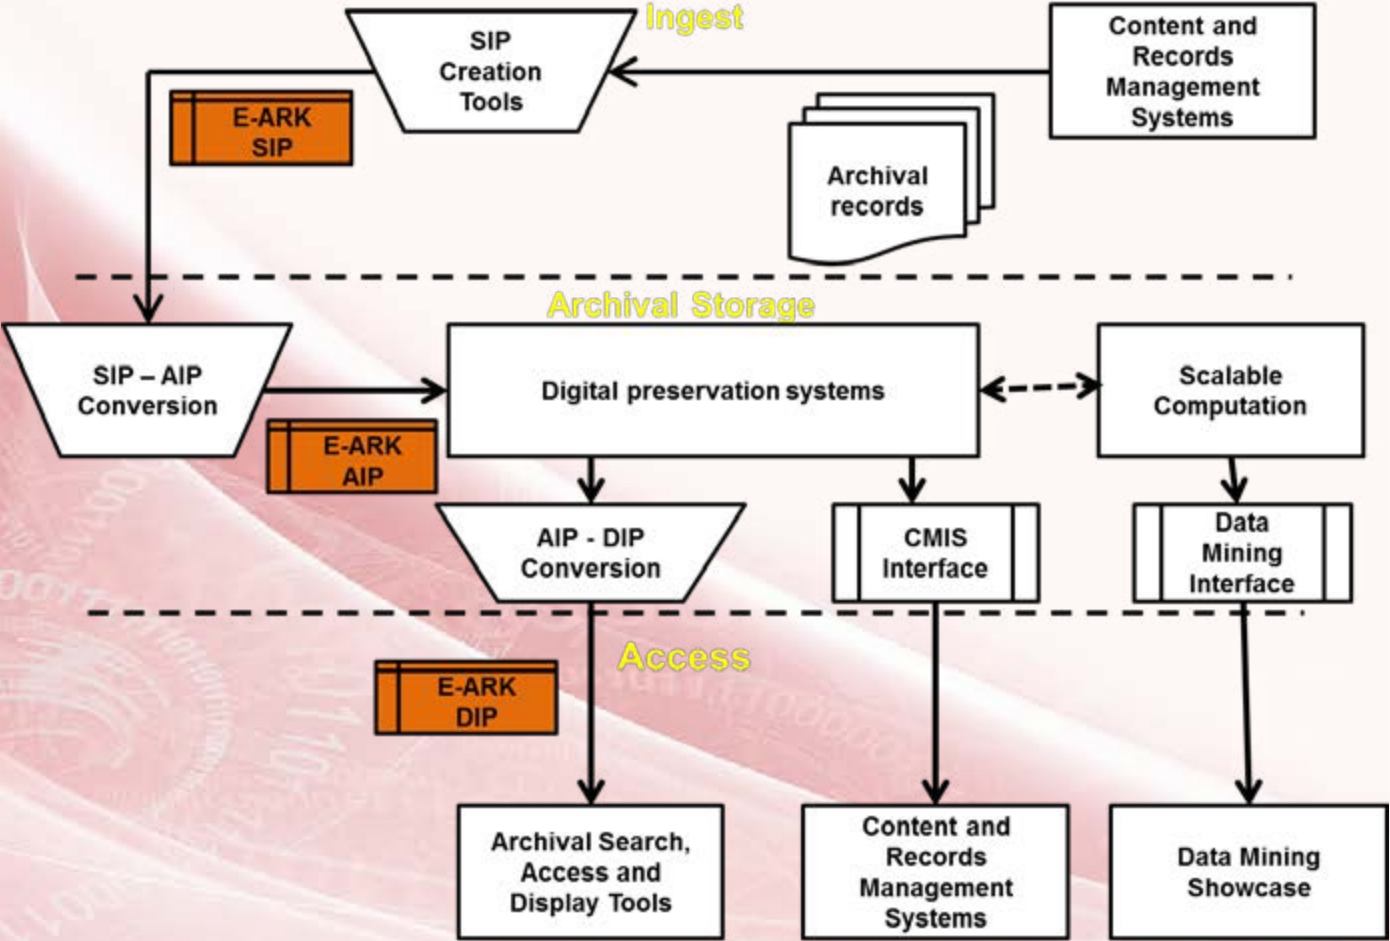 Ingest
SIP
Creation
Tools
Content and
Records
Management
Systems
E-ARK
SIP
Archival
records
Archival Storage
SIP – AIP
Conversion
Digital preservation systems
Scalable
Computation
E-ARK
AIP
AIP - DIP
Conversion
CMIS
Interface
Data
Mining
Interface
Access
E-ARK
DIP
Archival Search,
Access and
Display Tools
Content and
Records
Management
Systems
Data Mining
Showcase